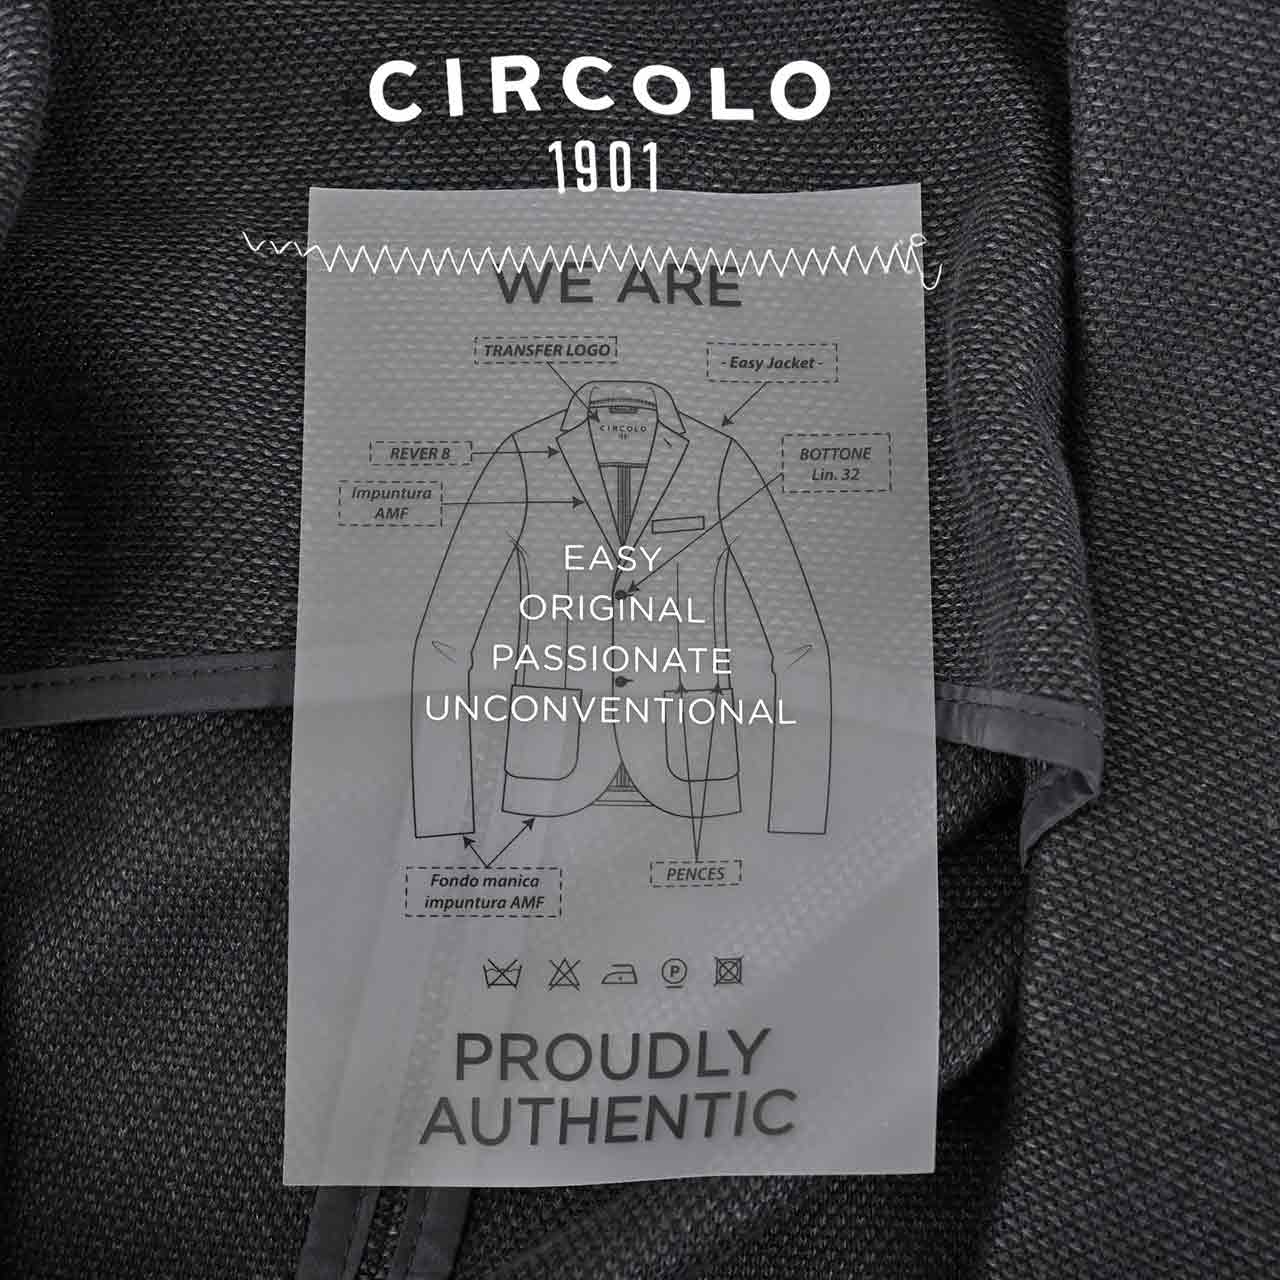 CIRCOLO
1901
WE ARE
TRANSFER LOGO
- Easy Jacket -
CIRCOLO
REVER 8
BOTTONE
Lin. 32
Impuntura
AMF
EASY
ORIGINAL
PASSIONATE
UNCONVENTIONAL
Fondo manica
impuntura AMF
PENCES
P
PROUDLY
AUTHENTIC